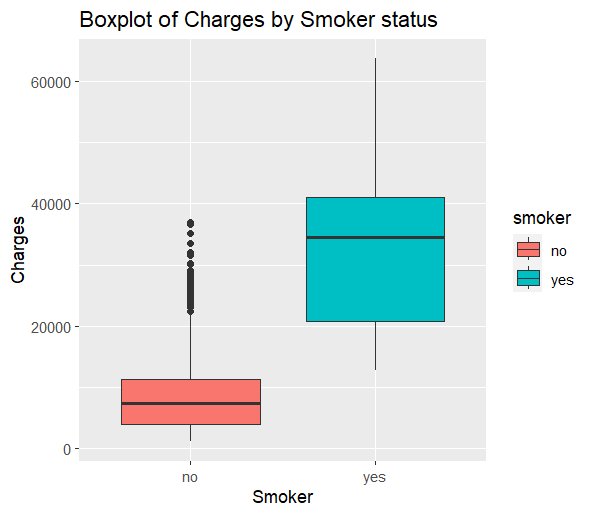 Boxplot of Charges by Smoker status
Charges
60000
40000
20000
0
no
yes
Smoker
smoker
no
yes